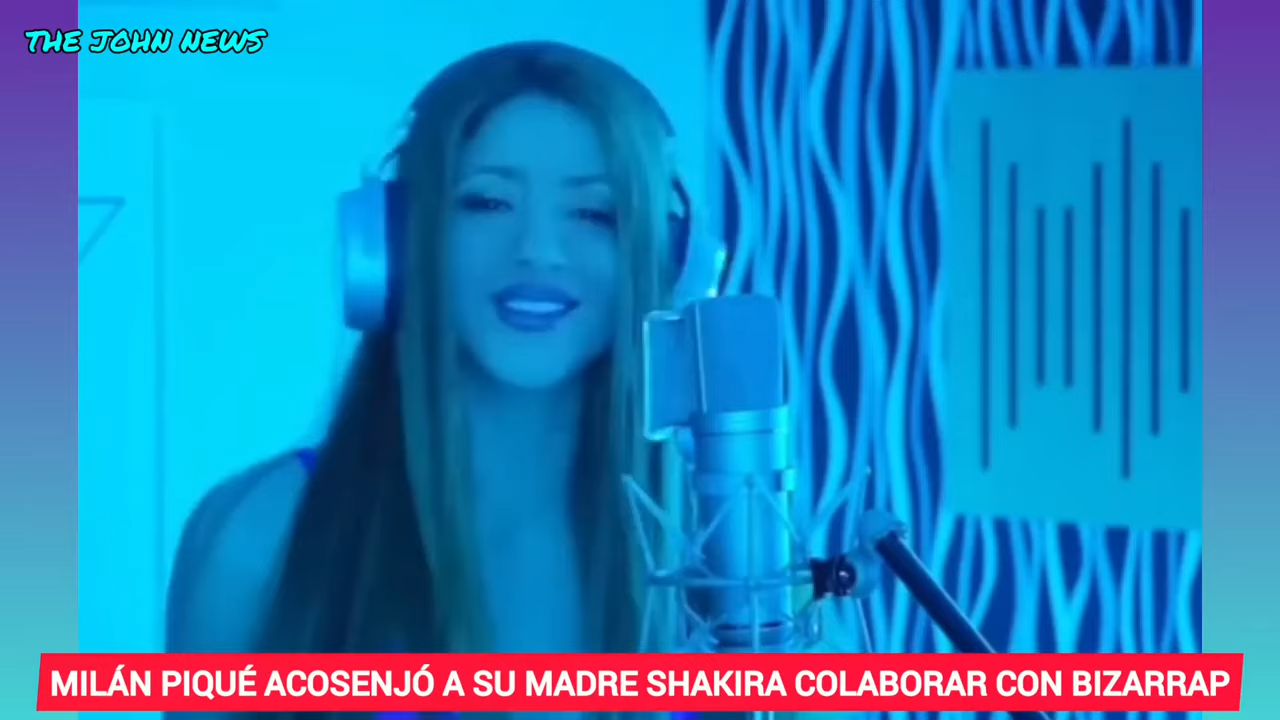 THE JOHN NEWS
MILÁN PIQUÉ ACOSENJÓ A SU MADRE SHAKIRA COLABORAR CON BIZARRAP